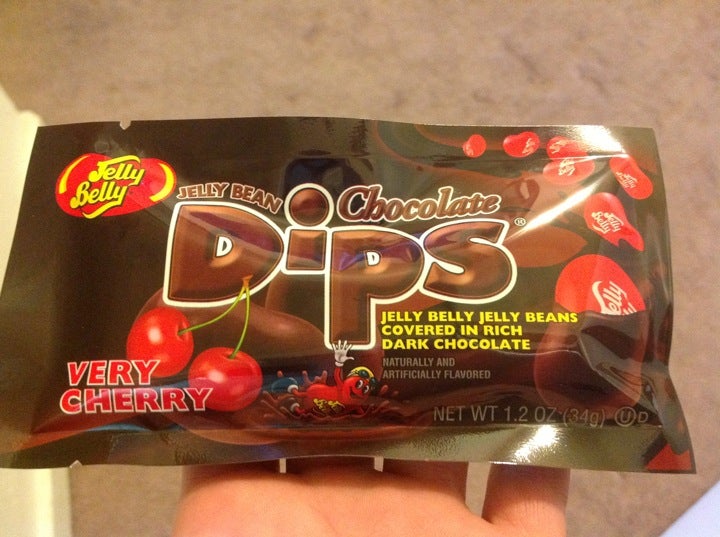 Jelly
Belly
JELLY BEAN
Chocolate
Dips®
JELLY BELLY JELLY BEANS
COVERED IN RICH
DARK CHOCOLATE
NATURALLY AND
ARTIFICIALLY FLAVORED
VERY
CHERRY
NET WT 1.2 OZ (34g) Ⓤ D